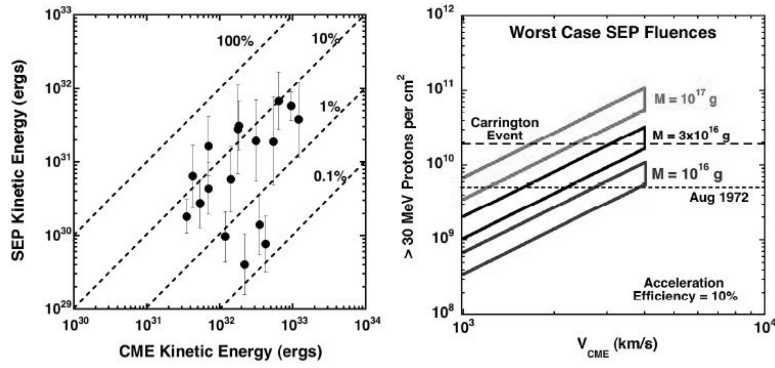 10^33
10^32
10^31
10^30
10^29
SEP Kinetic Energy (ergs)
100%
10%
1%
0.1%
10^30
10^31
10^32
10^33
10^34
CME Kinetic Energy (ergs)
Worst Case SEP Fluences
10^12
10^11
10^10
10^9
10^8
> 30 MeV Protons per cm^2
Carrington
Event
M = 10^17 g
M = 3x10^16 g
M = 10^16 g
Aug 1972
Acceleration
Efficiency = 10%
10^3
10^4
V_CME (km/s)